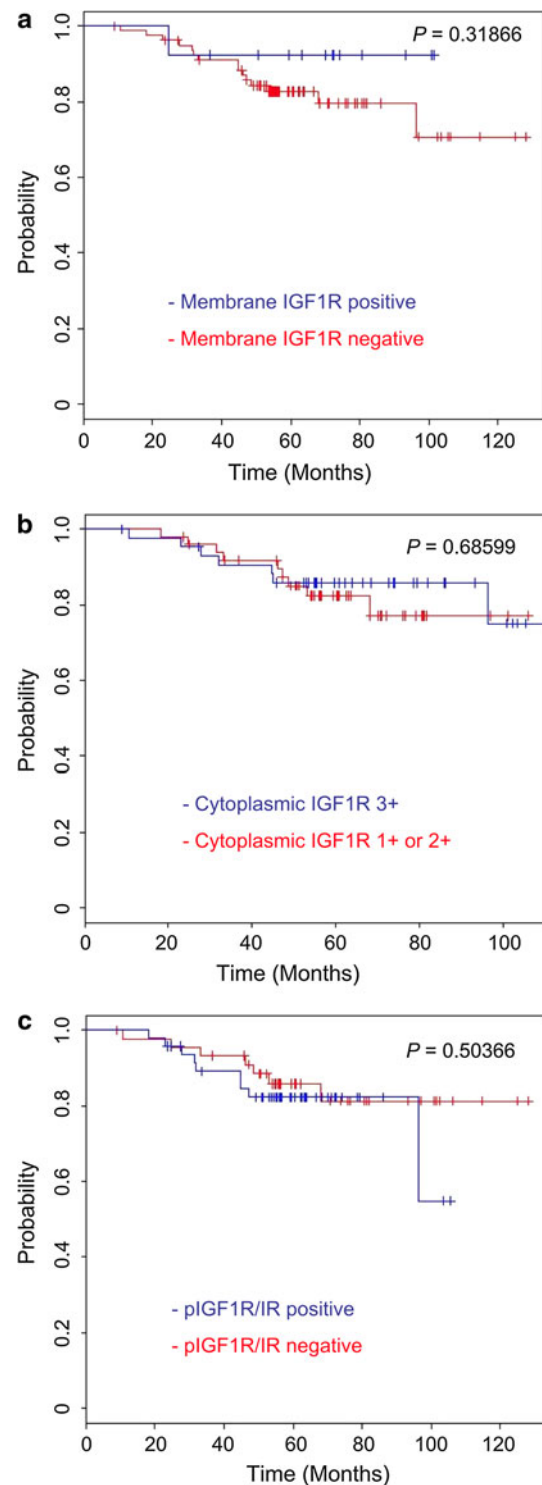 a
P = 0.31866
1.0
0.8
0.6
0.4
0.2
0
Probability
- Membrane IGF1R positive
- Membrane IGF1R negative
0 20 40 60 80 100 120
Time (Months)
b
P = 0.68599
1.0
0.8
0.6
0.4
0.2
0
Probability
- Cytoplasmic IGF1R 3+
- Cytoplasmic IGF1R 1+ or 2+
0 20 40 60 80 100
Time (Months)
c
P = 0.50366
1.0
0.8
0.6
0.4
0.2
0
Probability
- pIGF1R/IR positive
- pIGF1R/IR negative
0 20 40 60 80 100 120
Time (Months)